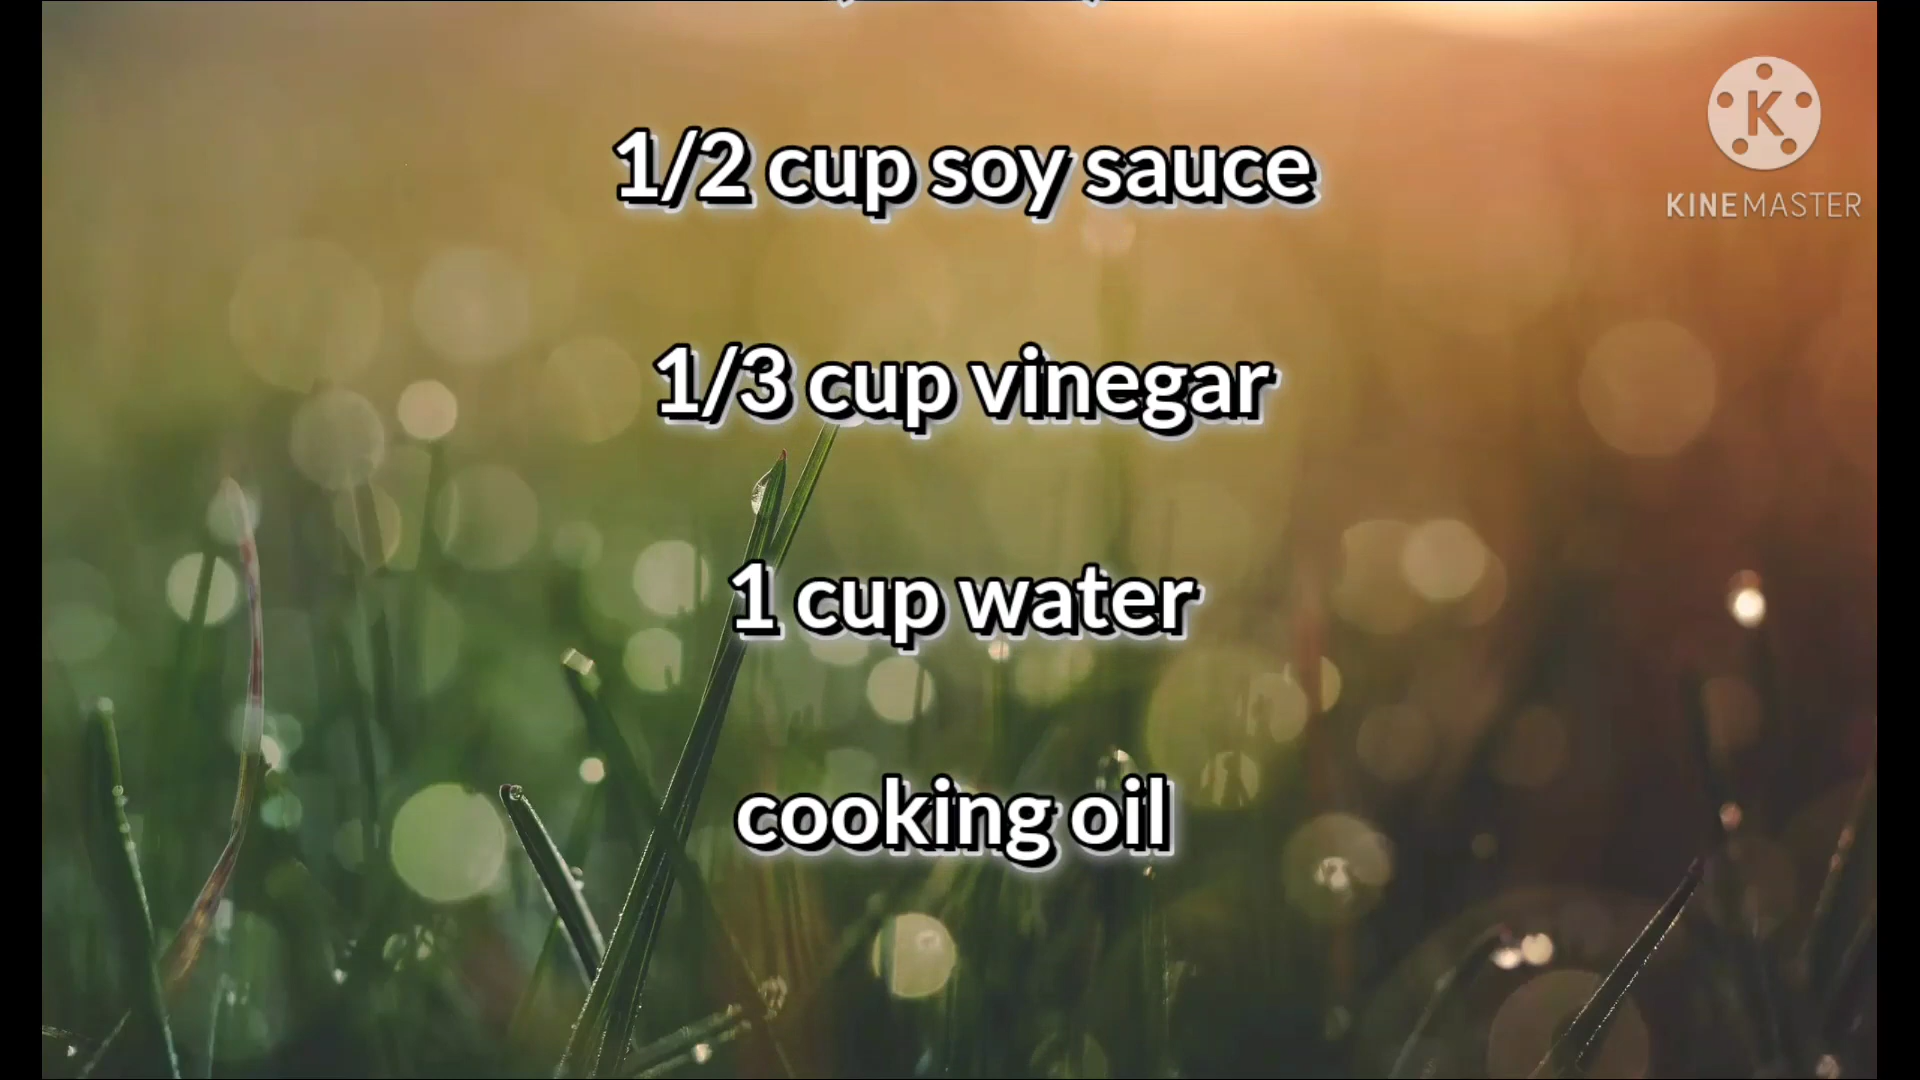 1/2 cup soy sauce
1/3 cup vinegar
1 cup water
cooking oil
K
KINEMASTER